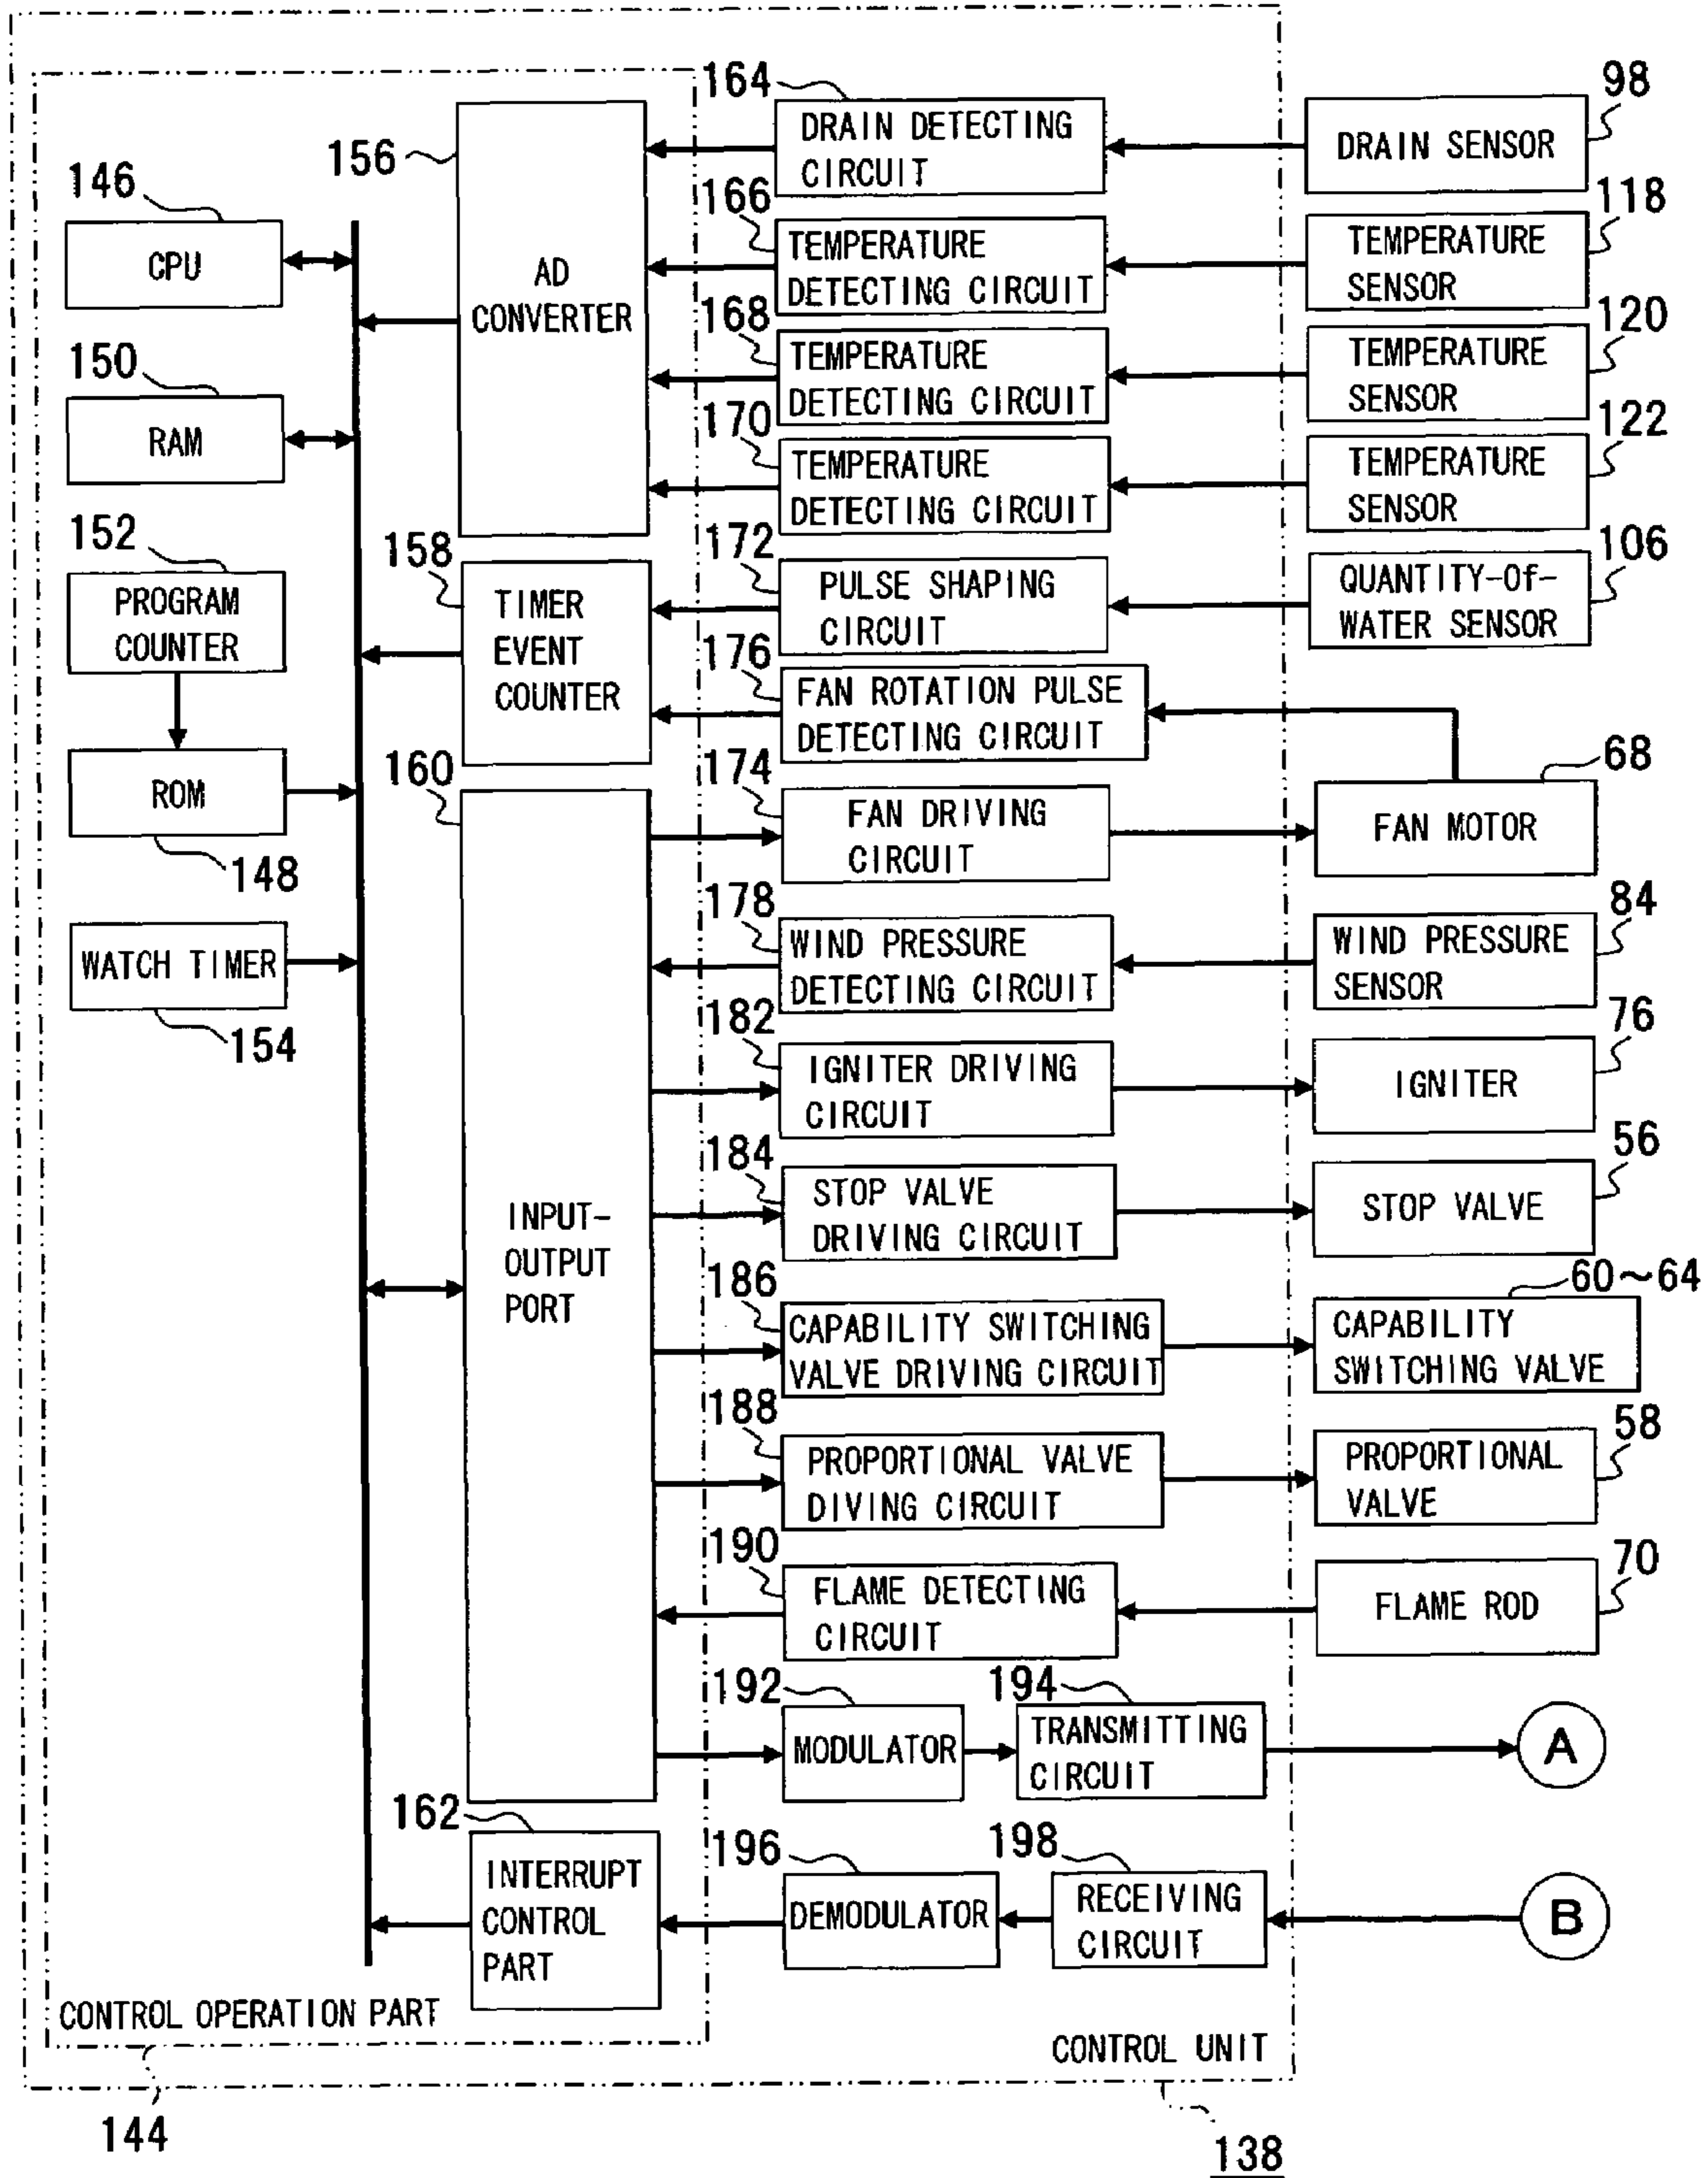 164
DRAIN DETECTING
CIRCUIT
98
DRAIN SENSOR
156
AD
CONVERTER
146
CPU
166
TEMPERATURE
DETECTING CIRCUIT
118
TEMPERATURE
SENSOR
168
TEMPERATURE
DETECTING CIRCUIT
120
TEMPERATURE
SENSOR
150
RAM
170
TEMPERATURE
DETECTING CIRCUIT
122
TEMPERATURE
SENSOR
152
PROGRAM
COUNTER
158
TIMER
EVENT
COUNTER
172
PULSE SHAPING
CIRCUIT
106
QUANTITY-Of-
WATER SENSOR
176
FAN ROTATION PULSE
DETECTING CIRCUIT
ROM
148
160
INPUT-
OUTPUT
PORT
174
FAN DRIVING
CIRCUIT
68
FAN MOTOR
178
WIND PRESSURE
DETECTING CIRCUIT
84
WIND PRESSURE
SENSOR
WATCH TIMER
154
182
IGNITER DRIVING
CIRCUIT
76
IGNITER
184
STOP VALVE
DRIVING CIRCUIT
56
STOP VALVE
186
CAPABILITY SWITCHING
VALVE DRIVING CIRCUIT
60~64
CAPABILITY
SWITCHING VALVE
188
PROPORTIONAL VALVE
DIVING CIRCUIT
58
PROPORTIONAL
VALVE
190
FLAME DETECTING
CIRCUIT
70
FLAME ROD
192
MODULATOR
194
TRANSMITTING
CIRCUIT
A
162
INTERRUPT
CONTROL
PART
196
DEMODULATOR
198
RECEIVING
CIRCUIT
B
CONTROL OPERATION PART
144
CONTROL UNIT
138